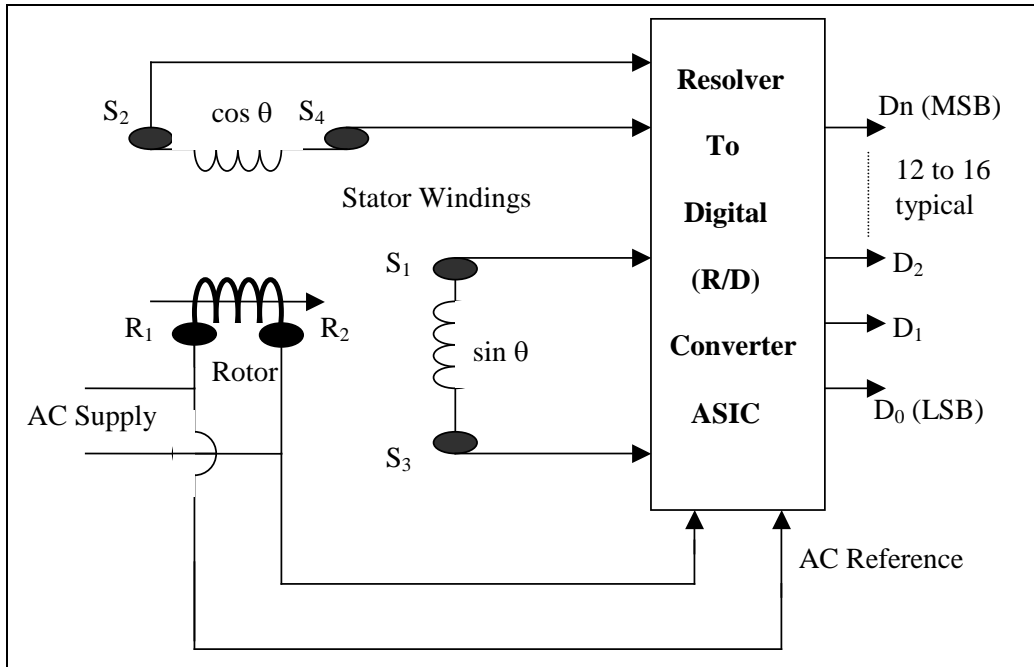 S2
cos θ
S4
Stator Windings
R1
R2
Rotor
AC Supply
S1
sin θ
S3
Resolver
To
Digital
(R/D)
Converter
ASIC
Dn (MSB)
12 to 16
typical
D2
D1
D0 (LSB)
AC Reference